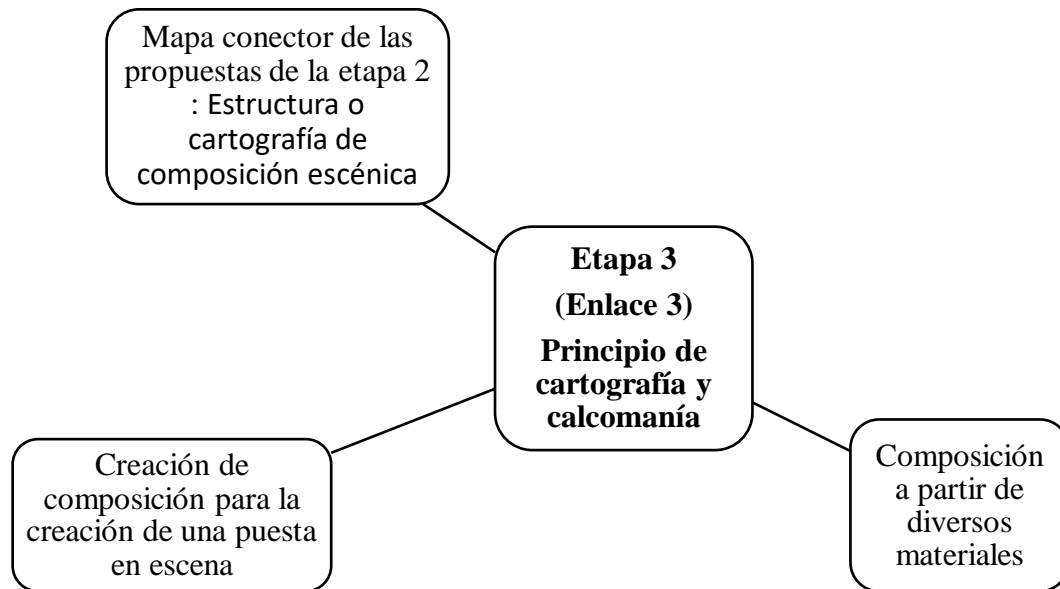 Mapa conector de las
propuestas de la etapa 2
: Estructura o
cartografía de
composición escénica
Etapa 3
(Enlace 3)
Principio de
cartografía y
calcomanía
Creación de
composición para la
creación de una puesta
en escena
Composición
a partir de
diversos
materiales